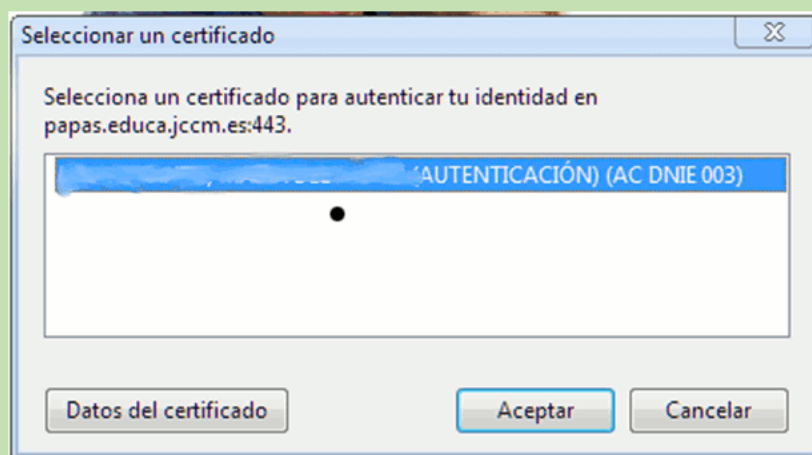 Seleccionar un certificado
Selecciona un certificado para autenticar tu identidad en
papas.educa.jccm.es:443.
(AUTENTICACIÓN) (AC DNIE 003)
Datos del certificado
Aceptar
Cancelar